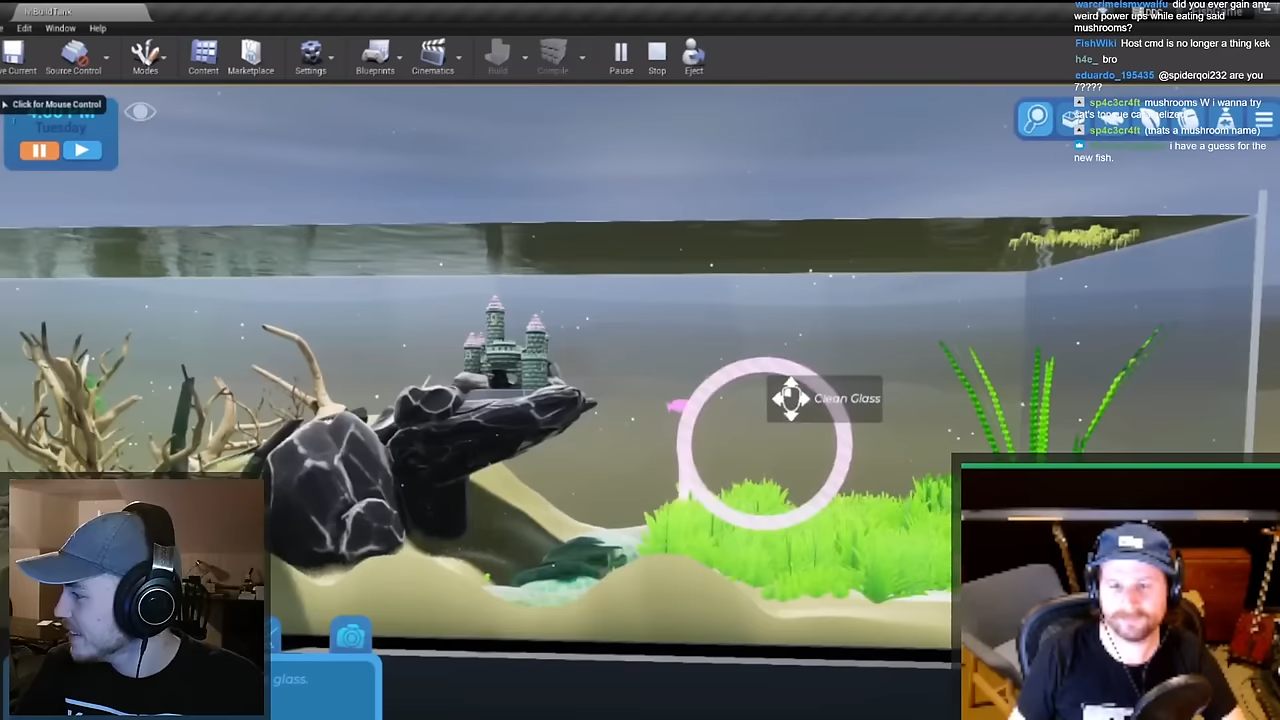 Edit Window Help
ve Current
Source Control
Modes
Content
Marketplace
Settings
Blueprints
Cinematics
Build
Compile
Pause
Stop
Eject
Click for Mouse Control
Tuesday
Clean Glass
glass.
warcrimeismywaifu did you ever gain any
weird power ups while eating said
mushrooms?
FishWiki Host cmd is no longer a thing kek
h4e_ bro
eduardo_195435 @spiderqoi232 are you
7?????
sp4c3cr4ft mushrooms W i wanna try
sp4c3cr4ft (thats a mushroom name)
i have a guess for the
new fish.